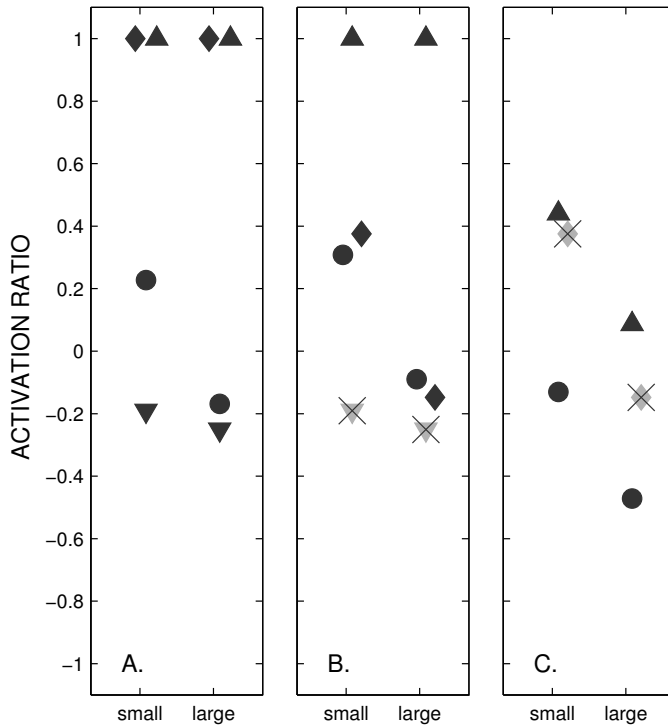 ACTIVATION RATIO
1
0.8
0.6
0.4
0.2
0
−0.2
−0.4
−0.6
−0.8
−1
A.
B.
C.
small large
small large
small large